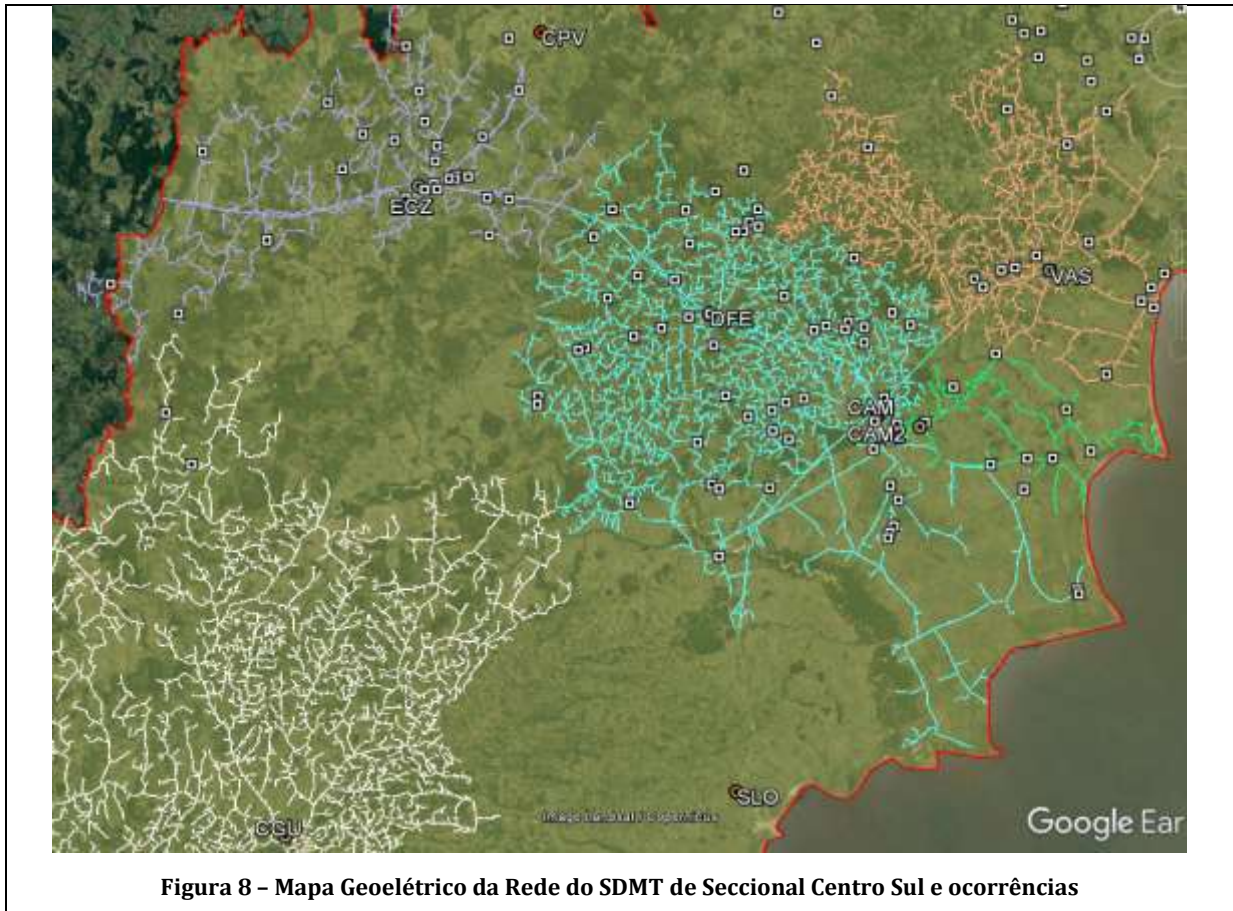 CPV
ECZ
VAS
DFE
CAM
CAM2
SLO
CGU
Google Ear
Figura 8 – Mapa Geoelétrico da Rede do SDMT de Seccional Centro Sul e ocorrências